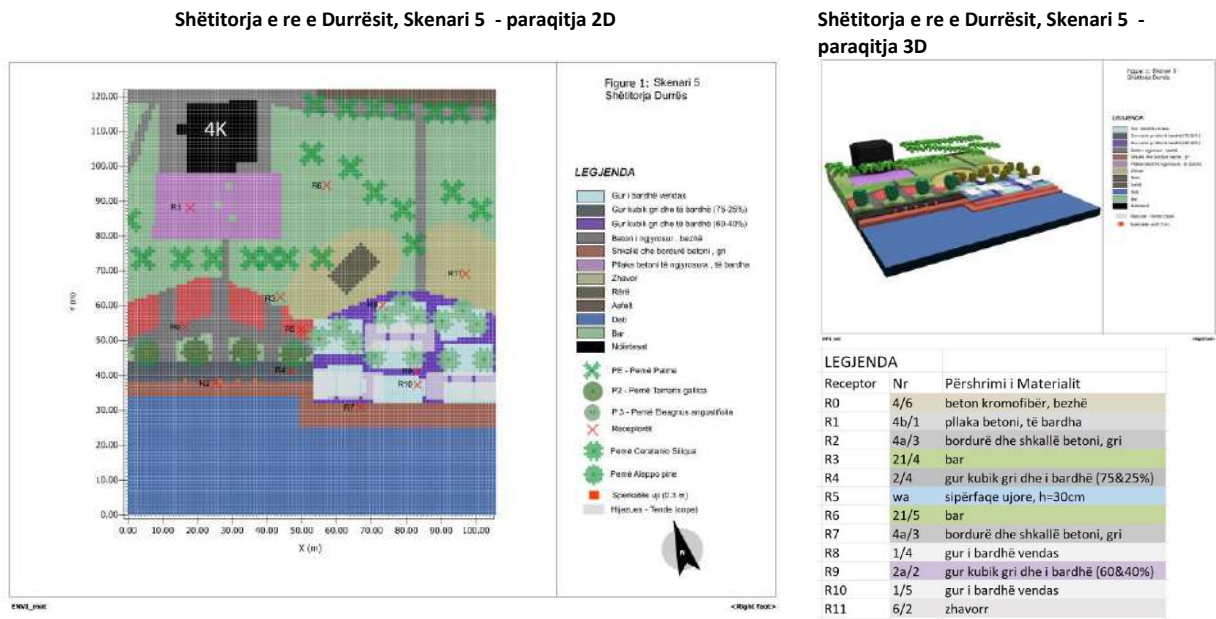 Shëtitorja e re e Durrësit, Skenari 5 - paraqitja 2D
Figure 1: Skenari 5
Shëtitorja Durrës
120.00
110.00
100.00
90.00
80.00
70.00
60.00
50.00
40.00
30.00
20.00
10.00
0.00
Y (m)
0.00 10.00 20.00 30.00 40.00 50.00 60.00 70.00 80.00 90.00 100.00
X (m)
4K
R6
R1
R11
R3
R8
R0
R5
R4
R9
R2
R10
R7
LEGJENDA
Gur i bardhë vendas
Gur kubik gri dhe të bardhë (75-25%)
Gur kubik gri dhe të bardhë (60-40%)
Beton i ngjyrosur , bezhë
Shkallë dhe bordurë betoni , gri
Pllaka betoni të ngjyrosura , të bardha
Zhavor
Rërë
Asfalt
Deti
Bar
Ndërtesat
PE - Pemë Palme
P2 - Pemë Tamarix gallica
P 3 - Pemë Eleagnus angustifolia
Receptorët
Pemë Ceratonia Siliqua
Pemë Aleppo pine
Spërkatës uji (0.3 m)
Hijezues - Tende (cope)
N
ENVI_met
<Right foot>
Shëtitorja e re e Durrësit, Skenari 5 -
paraqitja 3D
LEGJENDA
LEGJENDA
Receptor Nr Përshrimi i Materialit
R0 4/6 beton kromofibër, bezhë
R1 4b/1 pllaka betoni, të bardha
R2 4a/3 bordurë dhe shkallë betoni, gri
R3 21/4 bar
R4 2/4 gur kubik gri dhe i bardhë (75&25%)
R5 wa sipërfaqe ujore, h=30cm
R6 21/5 bar
R7 4a/3 bordurë dhe shkallë betoni, gri
R8 1/4 gur i bardhë vendas
R9 2a/2 gur kubik gri dhe i bardhë (60&40%)
R10 1/5 gur i bardhë vendas
R11 6/2 zhavorr